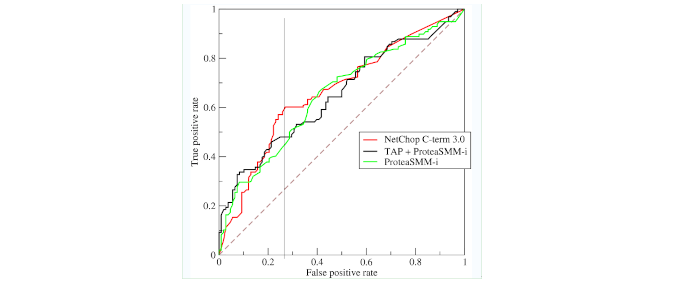 1
0.8
0.6
0.4
0.2
0
True positive rate
NetChop C-term 3.0
TAP + ProteaSMM-i
ProteaSMM-i
0 0.2 0.4 0.6 0.8 1
False positive rate